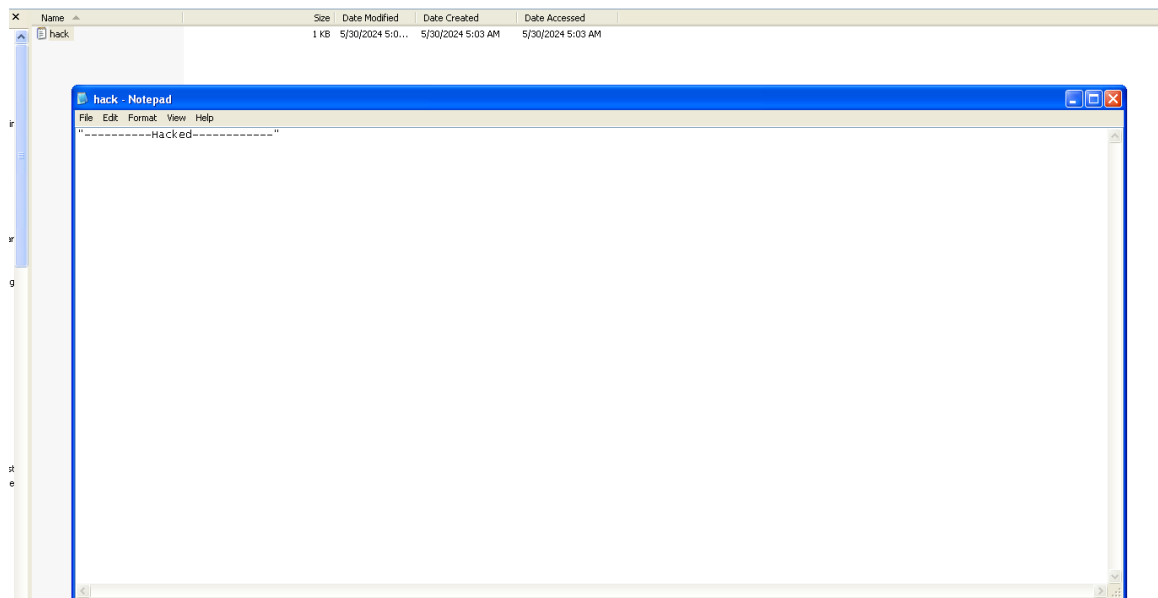 Name Size Date Modified Date Created Date Accessed
hack 1 KB 5/30/2024 5:0... 5/30/2024 5:03 AM 5/30/2024 5:03 AM
hack - Notepad
File Edit Format View Help
"----------Hacked------------"